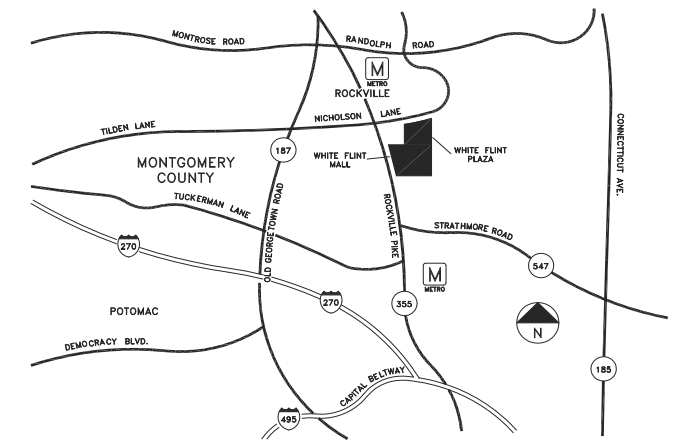 MONTROSE ROAD
RANDOLPH ROAD
M
METRO
ROCKVILLE
NICHOLSON LANE
TILDEN LANE
187
WHITE FLINT
MALL
WHITE FLINT
PLAZA
CONNECTICUT AVE.
MONTGOMERY
COUNTY
TUCKERMAN LANE
OLD GEORGETOWN ROAD
ROCKVILLE PIKE
STRATHMORE ROAD
270
547
M
METRO
270
355
POTOMAC
N
DEMOCRACY BLVD.
185
CAPITAL BELTWAY
495